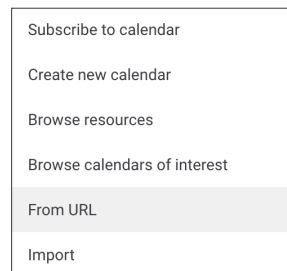 Subscribe to calendar
Create new calendar
Browse resources
Browse calendars of interest
From URL
Import